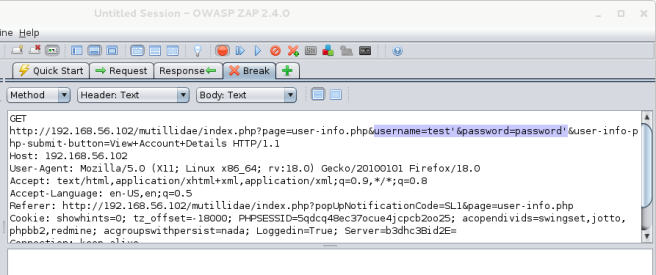 Untitled Session - OWASP ZAP 2.4.0
ine Help
Quick Start Request Response Break
Method Header: Text Body: Text
GET
http://192.168.56.102/mutillidae/index.php?page=user-info.php&username=test'&password=password'&user-info-p
hp-submit-button=View+Account+Details HTTP/1.1
Host: 192.168.56.102
User-Agent: Mozilla/5.0 (X11; Linux x86_64; rv:18.0) Gecko/20100101 Firefox/18.0
Accept: text/html,application/xhtml+xml,application/xml;q=0.9,*/*;q=0.8
Accept-Language: en-US,en;q=0.5
Referer: http://192.168.56.102/mutillidae/index.php?popUpNotificationCode=SL1&page=user-info.php
Cookie: showhints=0; tz_offset=-18000; PHPSESSID=5qdcq48ec37ocue4jcpcb2oo25; acopendivids=swingset,jotto,
phpbb2,redmine; acgroupswithpersist=nada; Loggedin=True; Server=b3dhc3Bid2E=
Connection: keep-alive